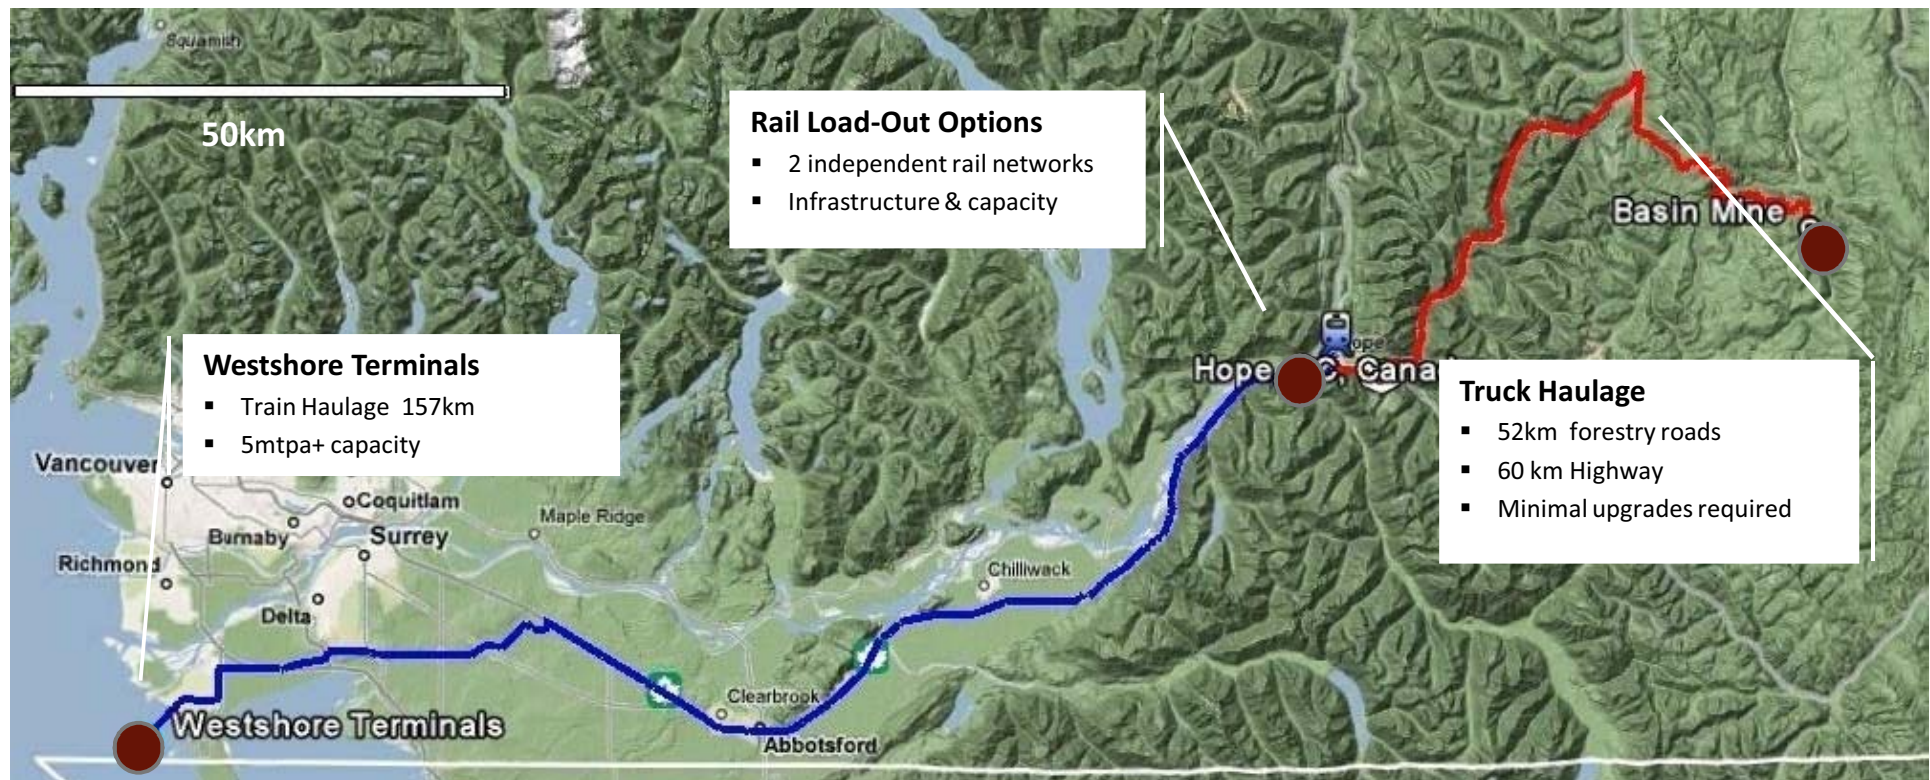 Squamish
50km
Rail Load-Out Options
▪ 2 independent rail networks
▪ Infrastructure & capacity
Basin Mine
Westshore Terminals
▪ Train Haulage 157km
▪ 5mtpa+ capacity
Hope C, Cana
Truck Haulage
▪ 52km forestry roads
▪ 60 km Highway
▪ Minimal upgrades required
Vancouver
Coquitlam
Burnaby
Surrey
Maple Ridge
Richmond
Chilliwack
Delta
Clearbrook
Westshore Terminals
Abbotsford